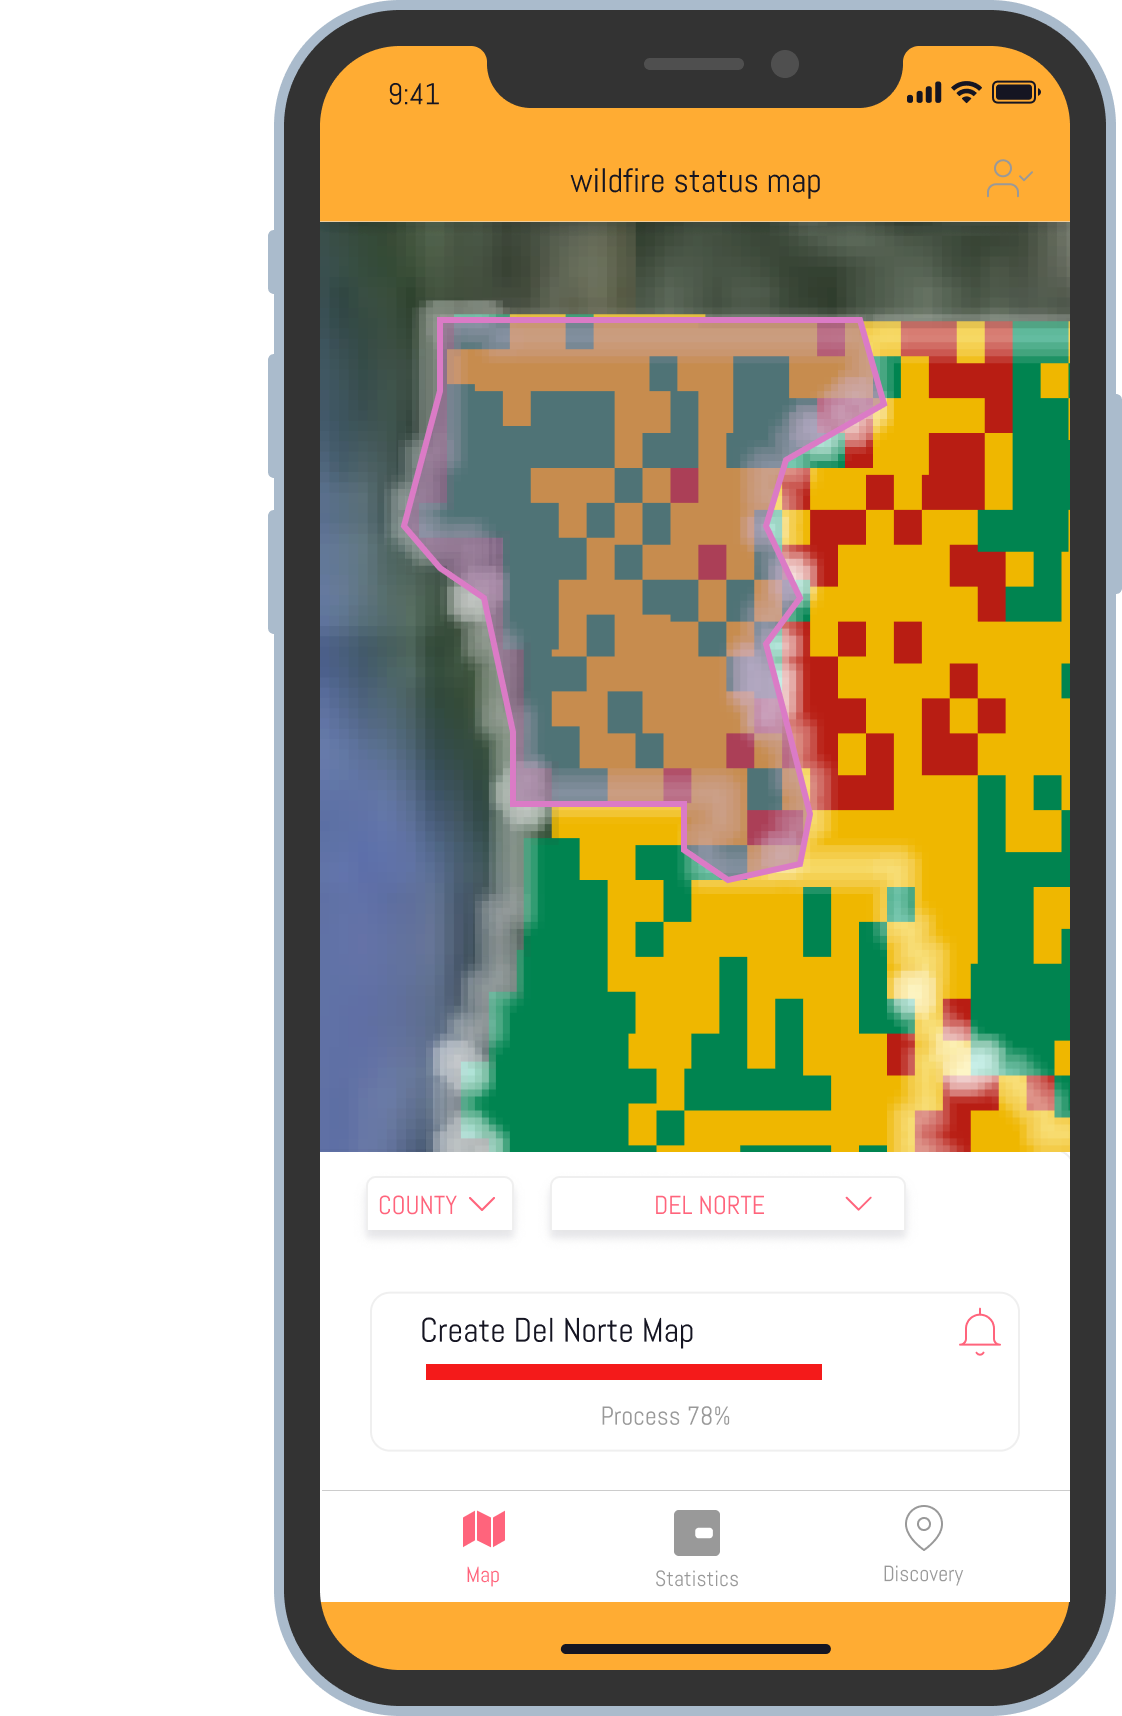 9:41
wildfire status map
COUNTY
DEL NORTE
Create Del Norte Map
Process 78%
Map
Statistics
Discovery